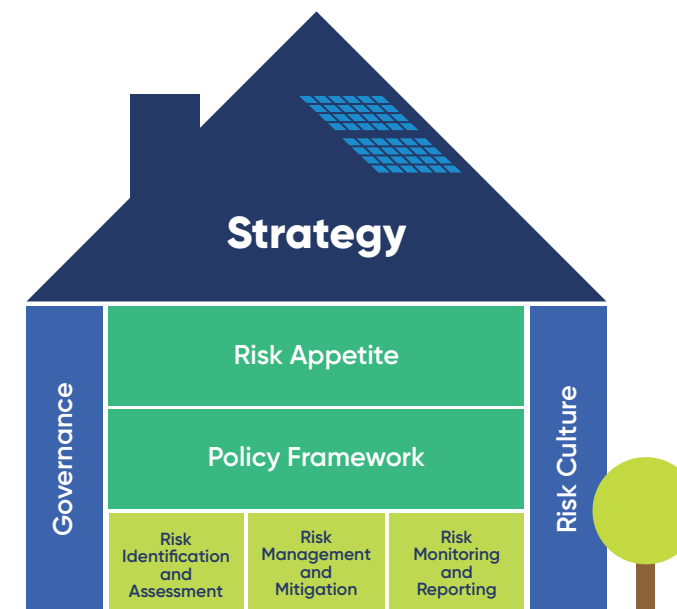 Strategy
Governance
Risk Appetite
Policy Framework
Risk
Identification
and
Assessment
Risk
Management
and
Mitigation
Risk
Monitoring
and
Reporting
Risk Culture